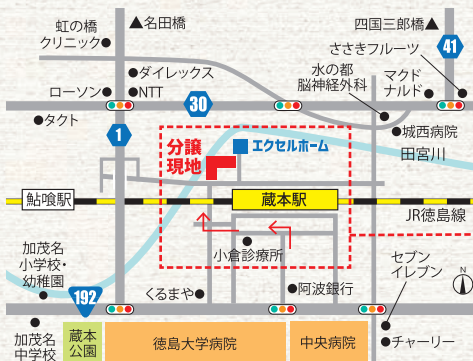 虹の橋
クリニック
▲名田橋
四国三郎橋▲
41
ささきフルーツ
水の都
脳神経外科
マクド
ナルド
ダイレックス
ローソン
NTT
30
タクト
1
城西病院
分譲
現地
エクセルホーム
田宮川
鮎喰駅
蔵本駅
JR徳島線
加茂名
小学校・
幼稚園
小倉診療所
セブン
イレブン
N
192
くるまや
阿波銀行
加茂名
中学校
蔵本
公園
徳島大学病院
中央病院
チャーリー